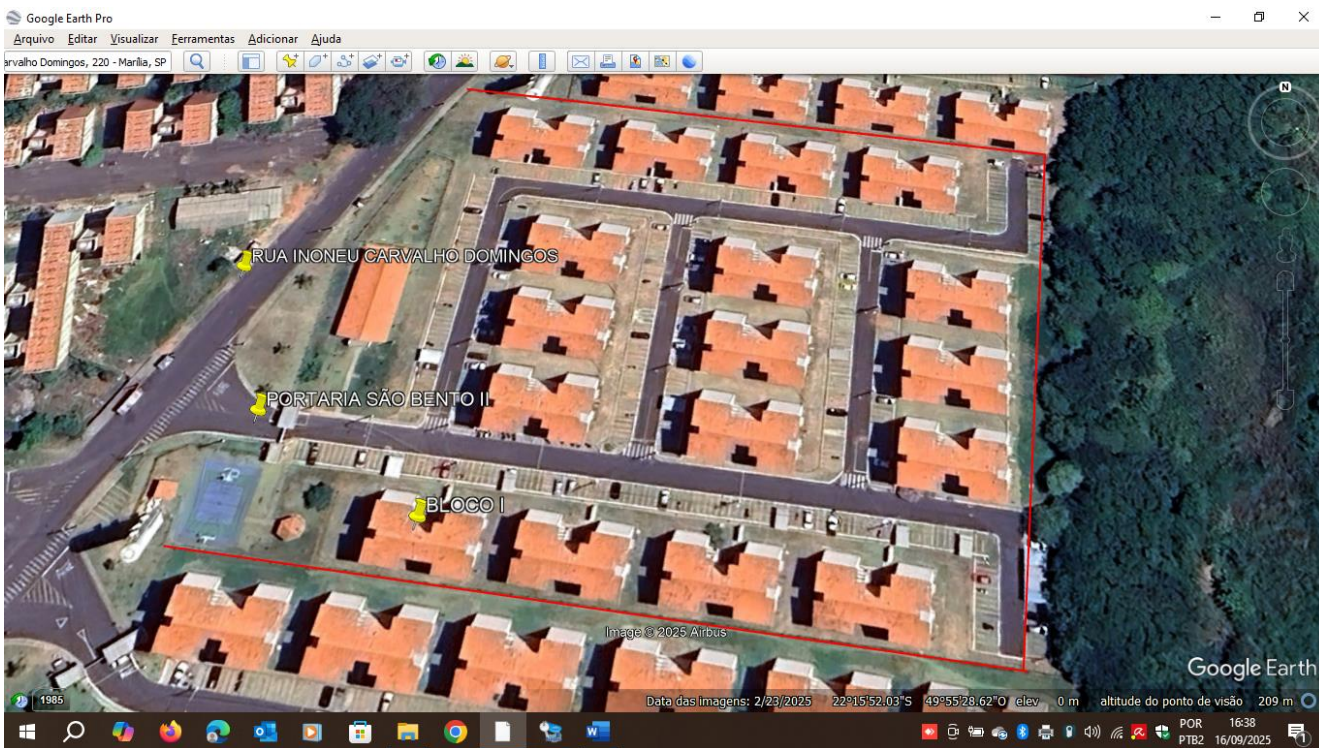 Google Earth Pro
Arquivo Editar Visualizar Ferramentas Adicionar Ajuda
arvalho Domingos, 220 - Marília, SP
N
RUA INONEU CARVALHO DOMINGOS
PORTARIA SÃO BENTO II
BLOCO I
Image © 2025 Airbus
Google Earth
1985
Data das imagens: 2/23/2025 22°15'52.03"S 49°55'28.62"O elev 0 m altitude do ponto de visão 209 m
POR 16:38
PTB2 16/09/2025